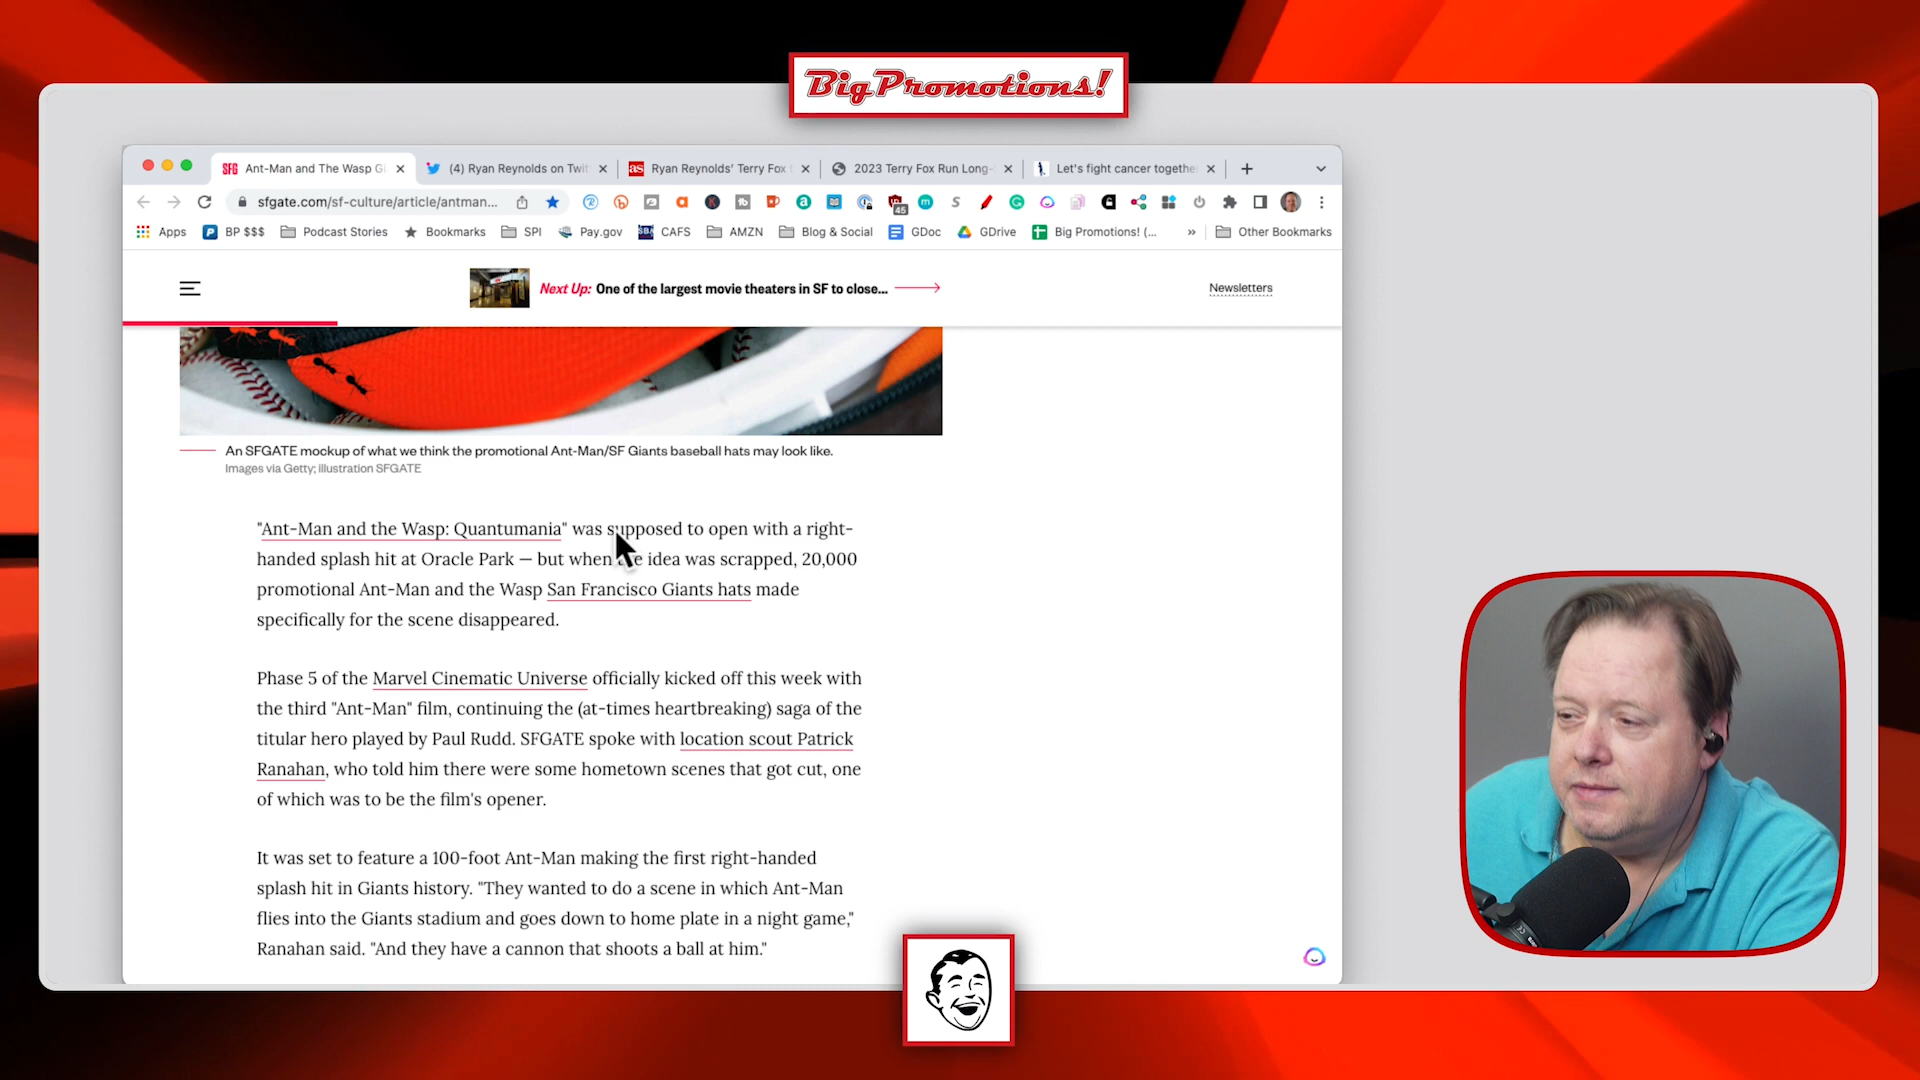 Big Promotions!
SFG Ant-Man and The Wasp Gi
(4) Ryan Reynolds on Twit
as Ryan Reynolds' Terry Fox
2023 Terry Fox Run Long-
Let's fight cancer togethe
sfgate.com/sf-culture/article/antman...
45
Apps
BP $$$
Podcast Stories
Bookmarks
SPI
Pay.gov
SBA CAFS
AMZN
Blog & Social
GDoc
GDrive
Big Promotions! (...
»
Other Bookmarks
Next Up: One of the largest movie theaters in SF to close...
Newsletters
An SFGATE mockup of what we think the promotional Ant-Man/SF Giants baseball hats may look like.
Images via Getty; illustration SFGATE
"Ant-Man and the Wasp: Quantumania" was supposed to open with a right-
handed splash hit at Oracle Park — but when the idea was scrapped, 20,000
promotional Ant-Man and the Wasp San Francisco Giants hats made
specifically for the scene disappeared.
Phase 5 of the Marvel Cinematic Universe officially kicked off this week with
the third "Ant-Man" film, continuing the (at-times heartbreaking) saga of the
titular hero played by Paul Rudd. SFGATE spoke with location scout Patrick
Ranahan, who told him there were some hometown scenes that got cut, one
of which was to be the film's opener.
It was set to feature a 100-foot Ant-Man making the first right-handed
splash hit in Giants history. "They wanted to do a scene in which Ant-Man
flies into the Giants stadium and goes down to home plate in a night game,"
Ranahan said. "And they have a cannon that shoots a ball at him."